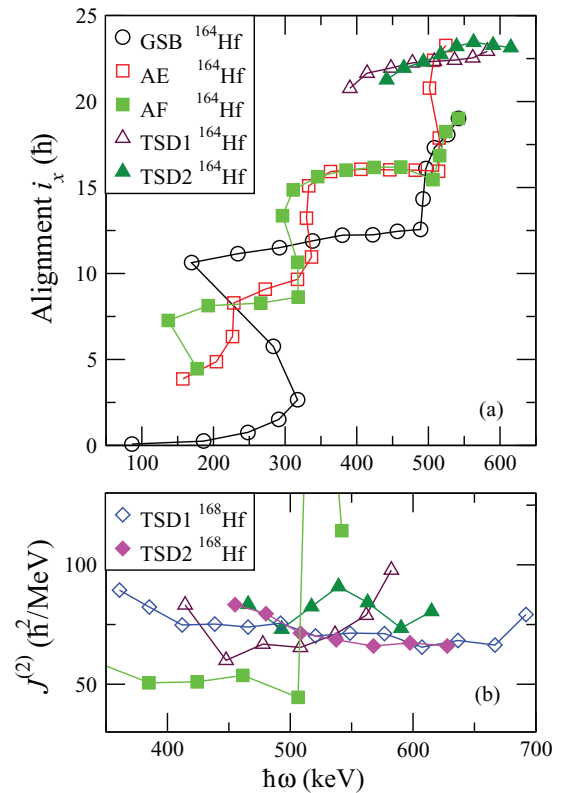 25
20
15
10
5
0
Alignment iₓ (ħ)
GSB ¹⁶⁴Hf
AE ¹⁶⁴Hf
AF ¹⁶⁴Hf
TSD1 ¹⁶⁴Hf
TSD2 ¹⁶⁴Hf
(a)
100 200 300 400 500 600
100
50
J⁽²⁾ (ħ²/MeV)
TSD1 ¹⁶⁸Hf
TSD2 ¹⁶⁸Hf
(b)
400 500 600 700
ħω (keV)